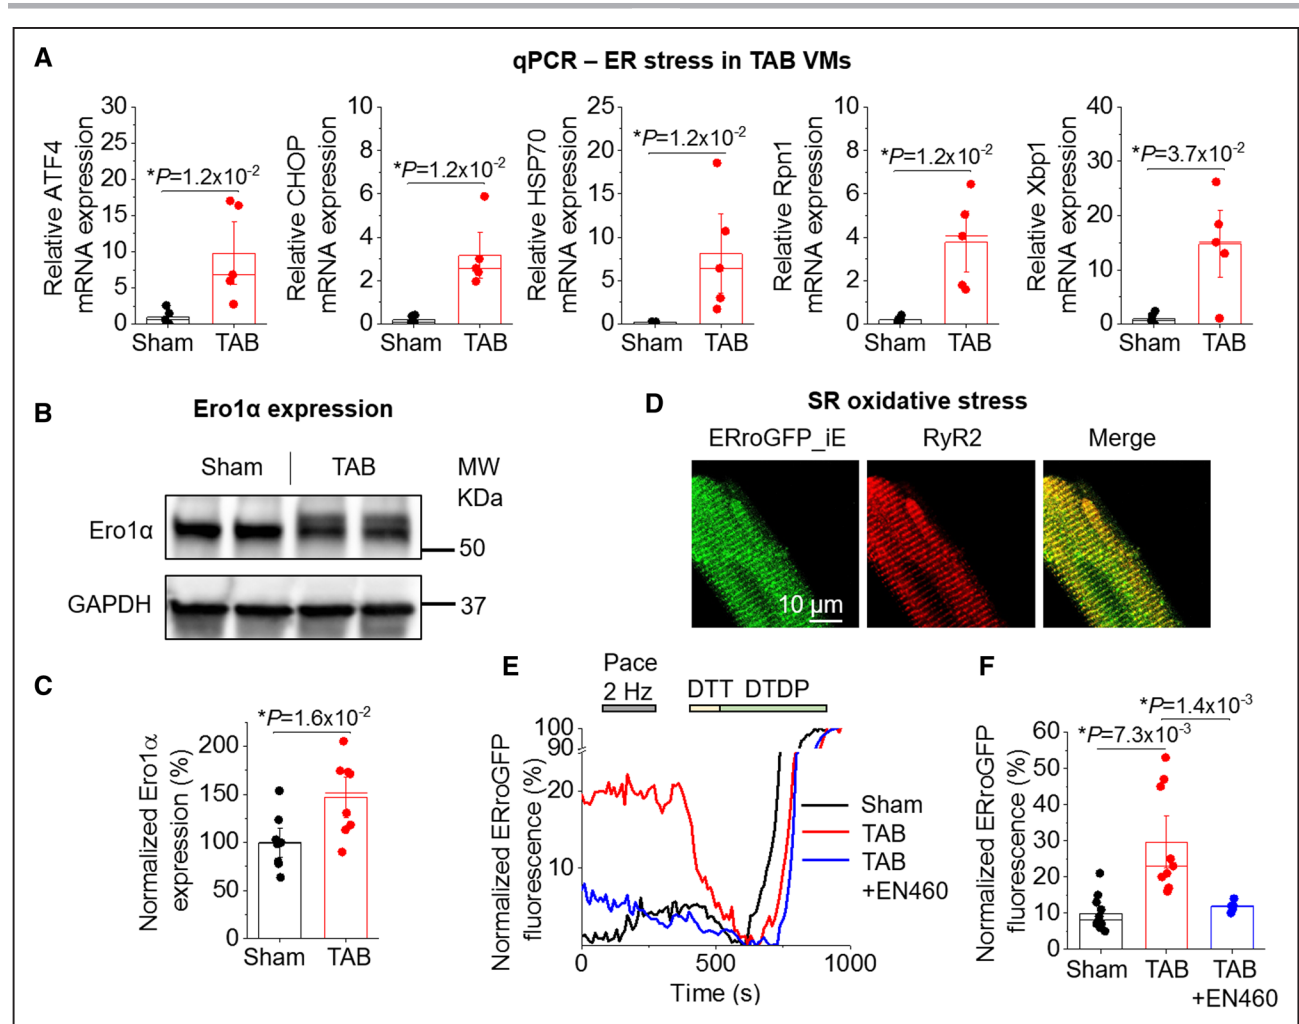 A
qPCR – ER stress in TAB VMs
Relative ATF4
mRNA expression
30
25
20
15
10
5
0
*P=1.2x10-2
Sham TAB
Relative CHOP
mRNA expression
10
8
6
4
2
0
*P=1.2x10-2
Sham TAB
Relative HSP70
mRNA expression
25
20
15
10
5
0
*P=1.2x10-2
Sham TAB
Relative Rpn1
mRNA expression
10
8
6
4
2
0
*P=1.2x10-2
Sham TAB
Relative Xbp1
mRNA expression
40
30
20
10
0
*P=3.7x10-2
Sham TAB
B
Ero1α expression
Sham TAB MW
KDa
Ero1α
50
GAPDH
37
C
Normalized Ero1α
expression (%)
200
150
100
50
0
*P=1.6x10-2
Sham TAB
D
SR oxidative stress
ERroGFP_iE RyR2 Merge
10 µm
E
Pace
2 Hz
DTT DTDP
Normalized ERroGFP
fluorescence (%)
100
90
20
10
0 500 1000
Time (s)
Sham
TAB
TAB
+EN460
F
Normalized ERroGFP
fluorescence (%)
60
50
40
30
20
10
0
*P=7.3x10-3
*P=1.4x10-3
Sham TAB TAB
+EN460